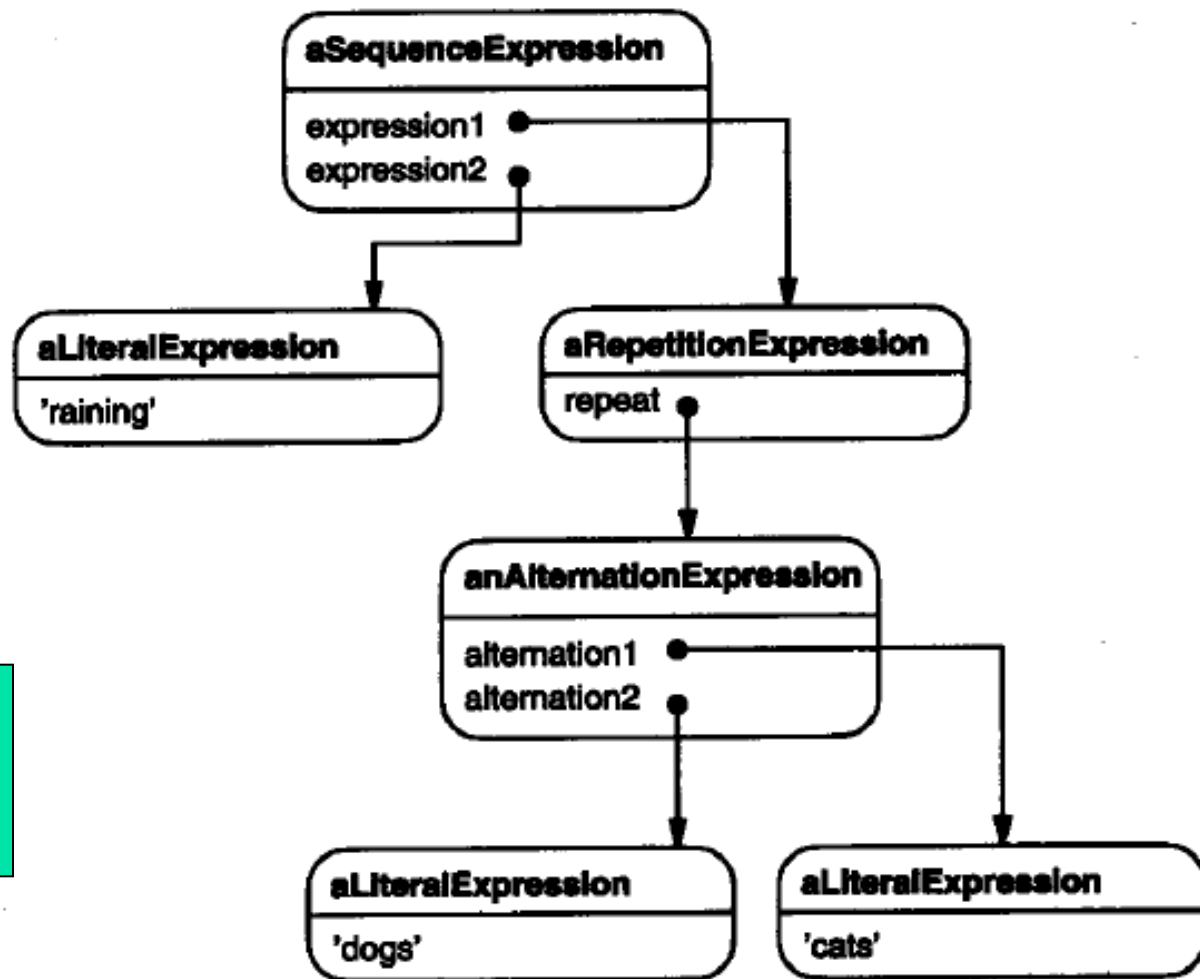 aSequenceExpression
expression1
expression2
aLiteralExpression
'raining'
aRepetitionExpression
repeat
anAlternationExpression
alternation1
alternation2
aLiteralExpression
'dogs'
aLiteralExpression
'cats'